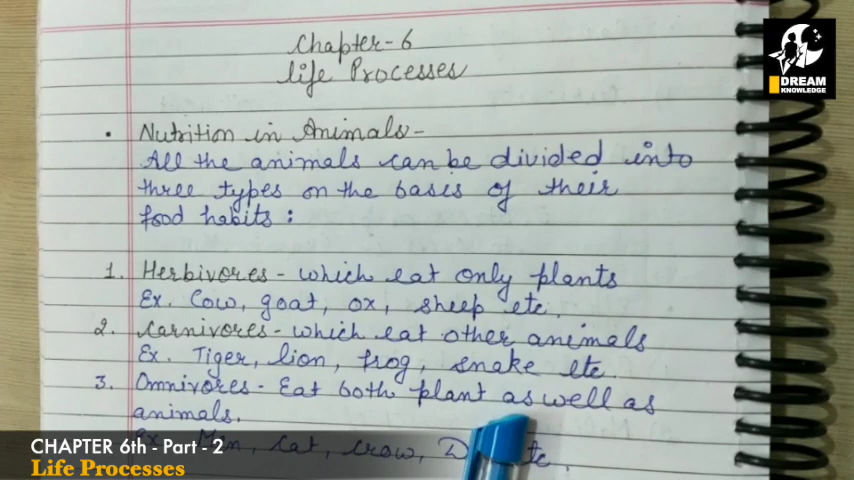 Chapter-6
Life Processes
DREAM
KNOWLEDGE
• Nutrition in Animals-
All the animals can be divided into
three types on the basis of their
food habits :
1. Herbivores - which eat only plants
Ex. Cow, goat, ox, sheep etc.
2. Carnivores - which eat other animals
Ex. Tiger, lion, frog, snake etc.
3. Omnivores - Eat both plant as well as
animals.
cat, crow,
CHAPTER 6th - Part - 2
Life Processes